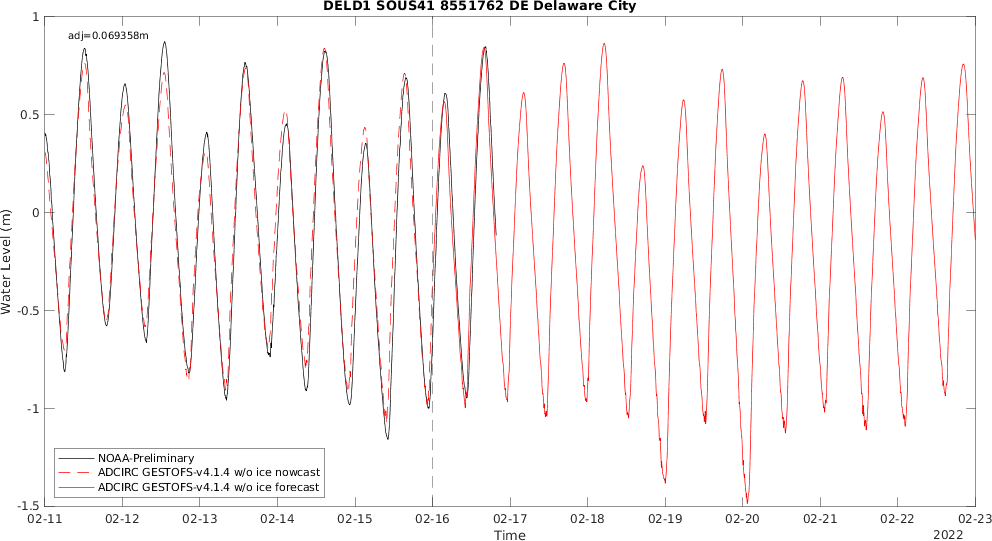 DELD1 SOUS41 8551762 DE Delaware City
adj=0.069358m
1
0.5
0
-0.5
-1
-1.5
Water Level (m)
NOAA-Preliminary
ADCIRC GESTOFS-v4.1.4 w/o ice nowcast
ADCIRC GESTOFS-v4.1.4 w/o ice forecast
02-11 02-12 02-13 02-14 02-15 02-16 02-17 02-18 02-19 02-20 02-21 02-22 02-23
Time
2022